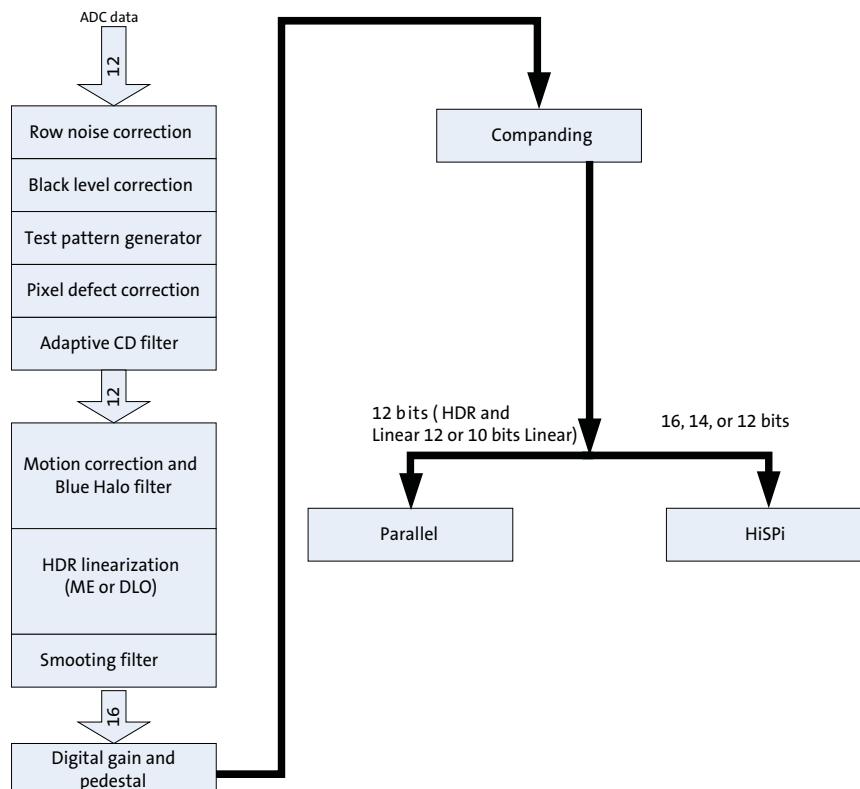 ADC data
12
Row noise correction
Black level correction
Test pattern generator
Pixel defect correction
Adaptive CD filter
12
Motion correction and
Blue Halo filter
HDR linearization
(ME or DLO)
Smooting filter
16
Digital gain and
pedestal
Companding
12 bits ( HDR and
Linear 12 or 10 bits Linear)
16, 14, or 12 bits
Parallel
HiSPi